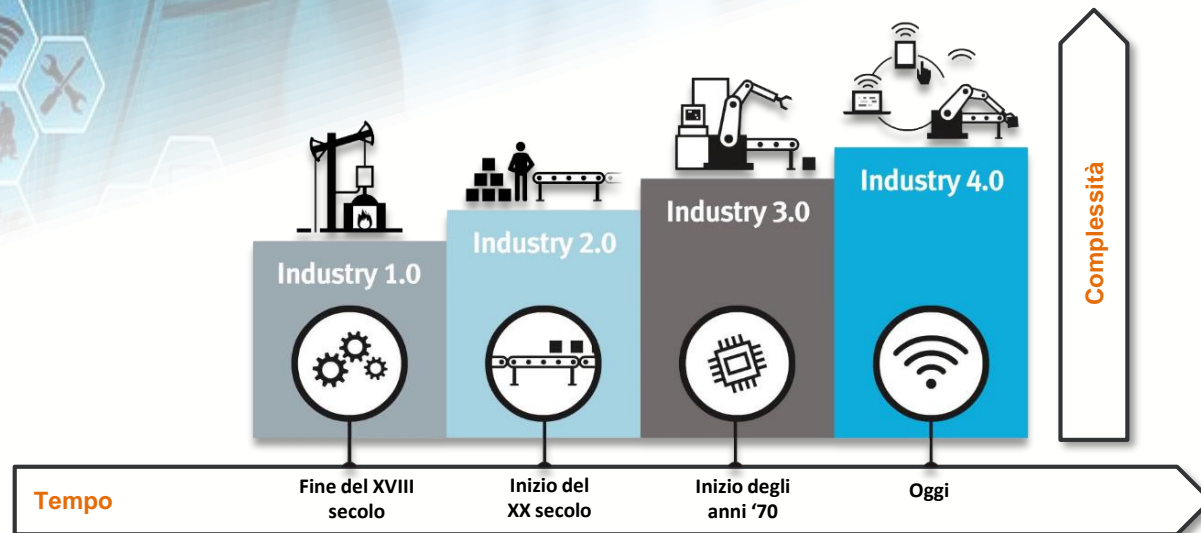 Industry 1.0
Industry 2.0
Industry 3.0
Industry 4.0
Complessità
Tempo
Fine del XVIII
secolo
Inizio del
XX secolo
Inizio degli
anni ‘70
Oggi